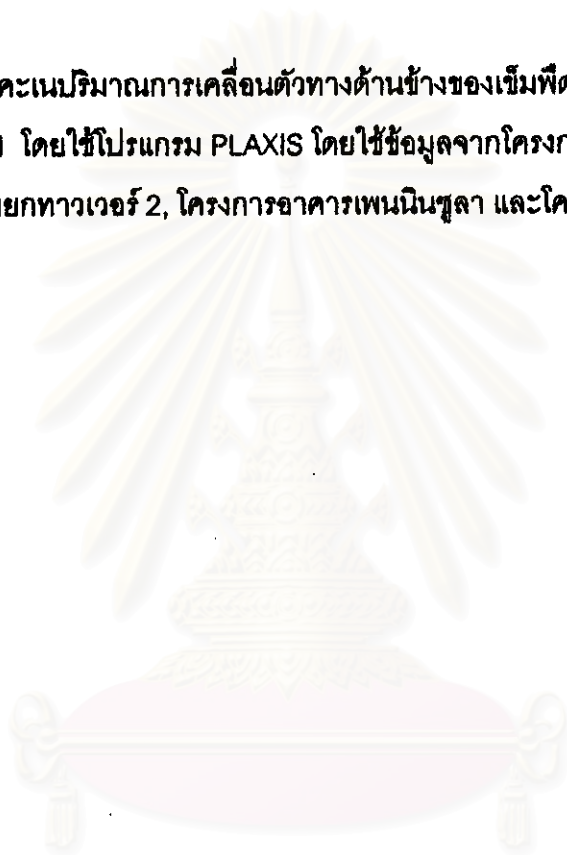 คะเนปริมาณการเคลื่อนตัวทางด้านข้างของเข็มพืด
โดยใช้โปรแกรม PLAXIS โดยใช้ข้อมูลจากโครงก
ยกทาวเวอร์ 2, โครงการอาคารเพนนินซูลา และโค